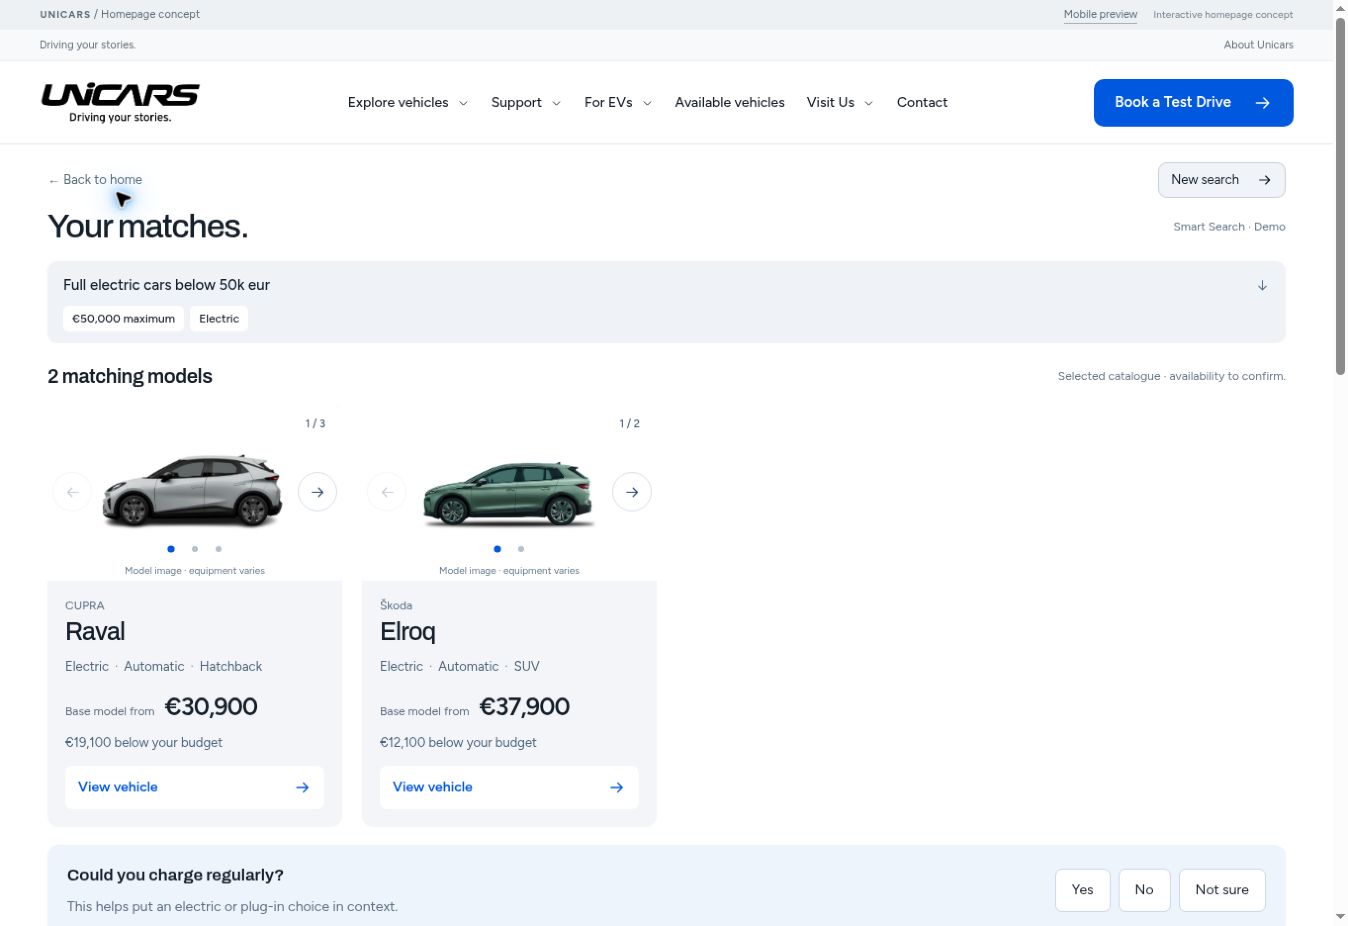 UNICARS / Homepage concept
Mobile preview
Interactive homepage concept
Driving your stories.
About Unicars
UNiCARS
Driving your stories.
Explore vehicles
Support
For EVs
Available vehicles
Visit Us
Contact
Book a Test Drive →
← Back to home
New search →
Your matches.
Smart Search · Demo
Full electric cars below 50k eur ↓
€50,000 maximum
Electric
2 matching models
Selected catalogue · availability to confirm.
1 / 3
1 / 2
Model image · equipment varies
Model image · equipment varies
CUPRA
Raval
Electric · Automatic · Hatchback
Base model from €30,900
€19,100 below your budget
View vehicle →
Škoda
Elroq
Electric · Automatic · SUV
Base model from €37,900
€12,100 below your budget
View vehicle →
Could you charge regularly?
This helps put an electric or plug-in choice in context.
Yes
No
Not sure